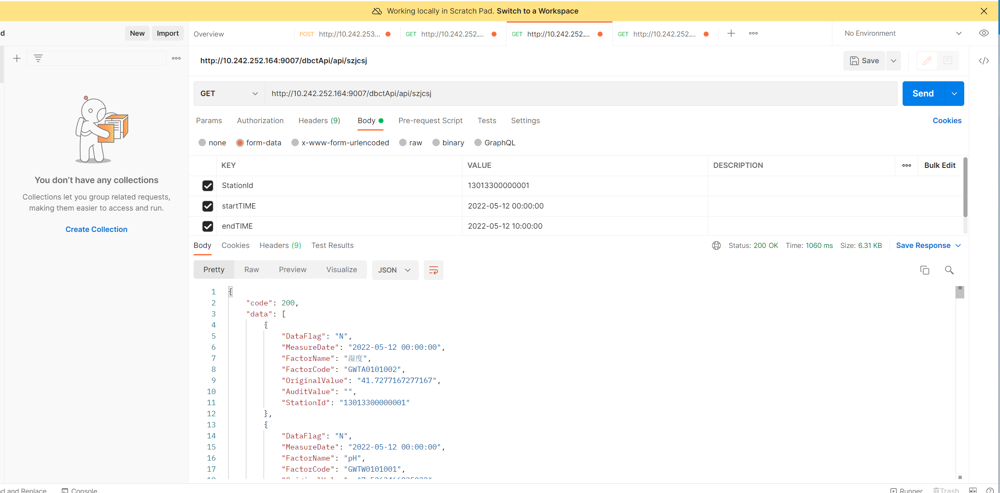 Working locally in Scratch Pad. Switch to a Workspace
d New Import Overview POST http://10.242.253... GET http://10.242.252.... GET http://10.242.252.... GET http://10.242.252.... No Environment
http://10.242.252.164:9007/dbctApi/api/szjcsj Save
GET http://10.242.252.164:9007/dbctApi/api/szjcsj Send
Params Authorization Headers (9) Body Pre-request Script Tests Settings Cookies
none form-data x-www-form-urlencoded raw binary GraphQL
KEY VALUE DESCRIPTION Bulk Edit
StationId 13013300000001
startTIME 2022-05-12 00:00:00
endTIME 2022-05-12 10:00:00
You don’t have any collections
Collections let you group related requests,
making them easier to access and run.
Create Collection
Body Cookies Headers (9) Test Results Status: 200 OK Time: 1060 ms Size: 6.31 KB Save Response
Pretty Raw Preview Visualize JSON
1 {
2 "code": 200,
3 "data": [
4 {
5 "DataFlag": "N",
6 "MeasureDate": "2022-05-12 00:00:00",
7 "FactorName": "湿度",
8 "FactorCode": "GWTA0101002",
9 "OriginalValue": "41.7277167277167",
10 "AuditValue": "",
11 "StationId": "13013300000001"
12 },
13 {
14 "DataFlag": "N",
15 "MeasureDate": "2022-05-12 00:00:00",
16 "FactorName": "pH",
17 "FactorCode": "GWTW0101001",
nd and Replace Console Runner Trash